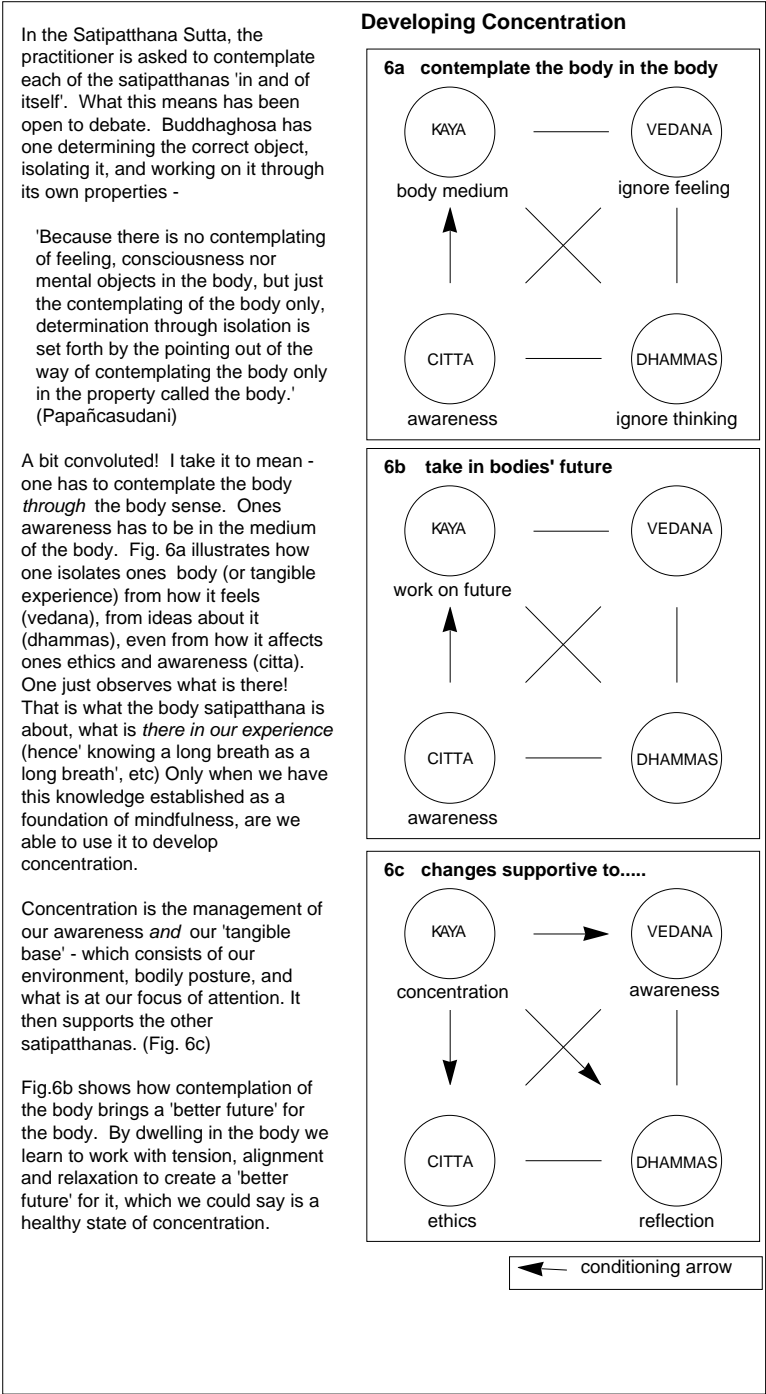 In the Satipatthana Sutta, the
practitioner is asked to contemplate
each of the satipatthanas 'in and of
itself'.  What this means has been
open to debate.  Buddhaghosa has
one determining the correct object,
isolating it, and working on it through
its own properties -
'Because there is no contemplating
of feeling, consciousness nor
mental objects in the body, but just
the contemplating of the body only,
determination through isolation is
set forth by the pointing out of the
way of contemplating the body only
in the property called the body.'
(Papañcasudani)
A bit convoluted!  I take it to mean -
one has to contemplate the body
through  the body sense.  Ones
awareness has to be in the medium
of the body.  Fig. 6a illustrates how
one isolates ones  body (or tangible
experience) from how it feels
(vedana), from ideas about it
(dhammas), even from how it affects
ones ethics and awareness (citta).
One just observes what is there!
That is what the body satipatthana is
about, what is there in our experience
(hence' knowing a long breath as a
long breath', etc) Only when we have
this knowledge established as a
foundation of mindfulness, are we
able to use it to develop
concentration.
Concentration is the management of
our awareness and  our 'tangible
base' - which consists of our
environment, bodily posture, and
what is at our focus of attention. It
then supports the other
satipatthanas. (Fig. 6c)
Fig.6b shows how contemplation of
the body brings a 'better future' for
the body.  By dwelling in the body we
learn to work with tension, alignment
and relaxation to create a 'better
future' for it, which we could say is a
healthy state of concentration.
Developing Concentration
6a   contemplate the body in the body
KAYA VEDANA
body medium ignore feeling
CITTA DHAMMAS
awareness ignore thinking
6b   take in bodies' future
KAYA VEDANA
work on future
CITTA DHAMMAS
awareness
6c   changes supportive to.....
KAYA VEDANA
concentration awareness
CITTA DHAMMAS
ethics reflection
conditioning arrow